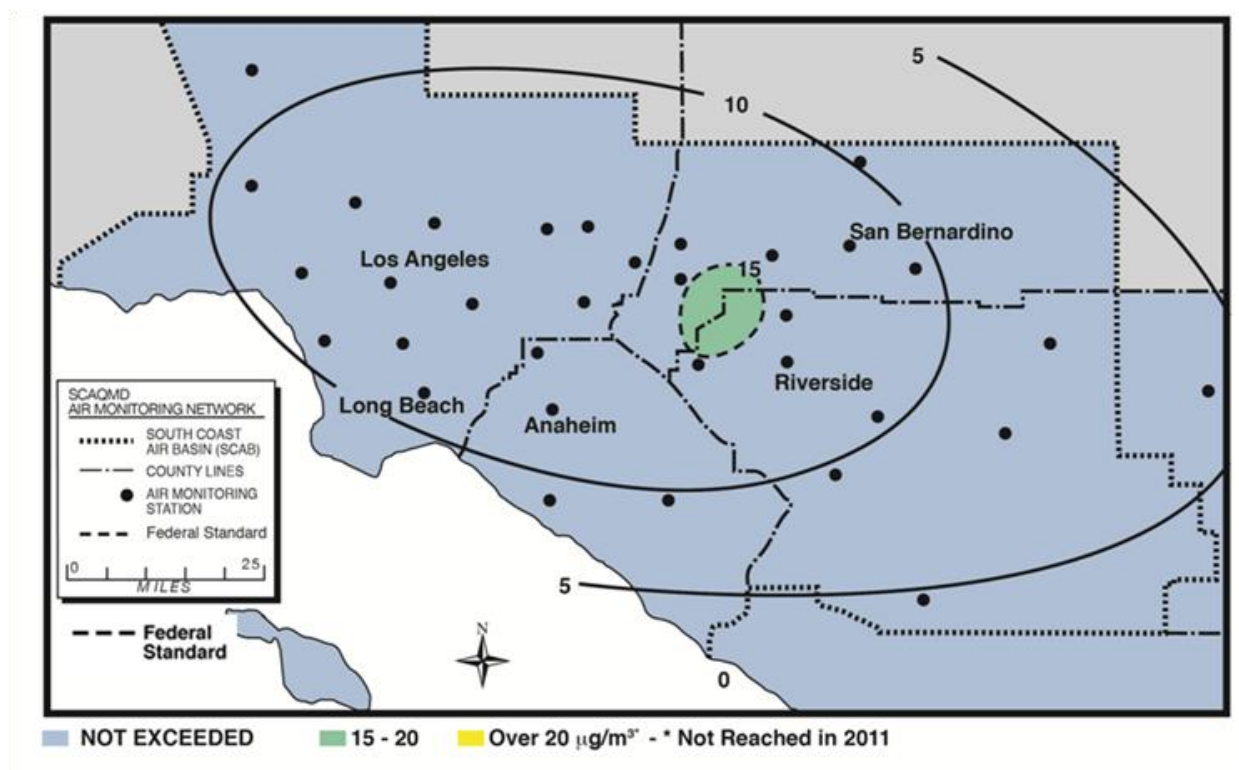 5
10
San Bernardino
Los Angeles
15
Riverside
Long Beach
Anaheim
SCAQMD
AIR MONITORING NETWORK
SOUTH COAST
AIR BASIN (SCAB)
COUNTY LINES
AIR MONITORING
STATION
Federal Standard
0 25
MILES
5
Federal
Standard
N
0
NOT EXCEEDED 15 - 20 Over 20 µg/m³* - * Not Reached in 2011